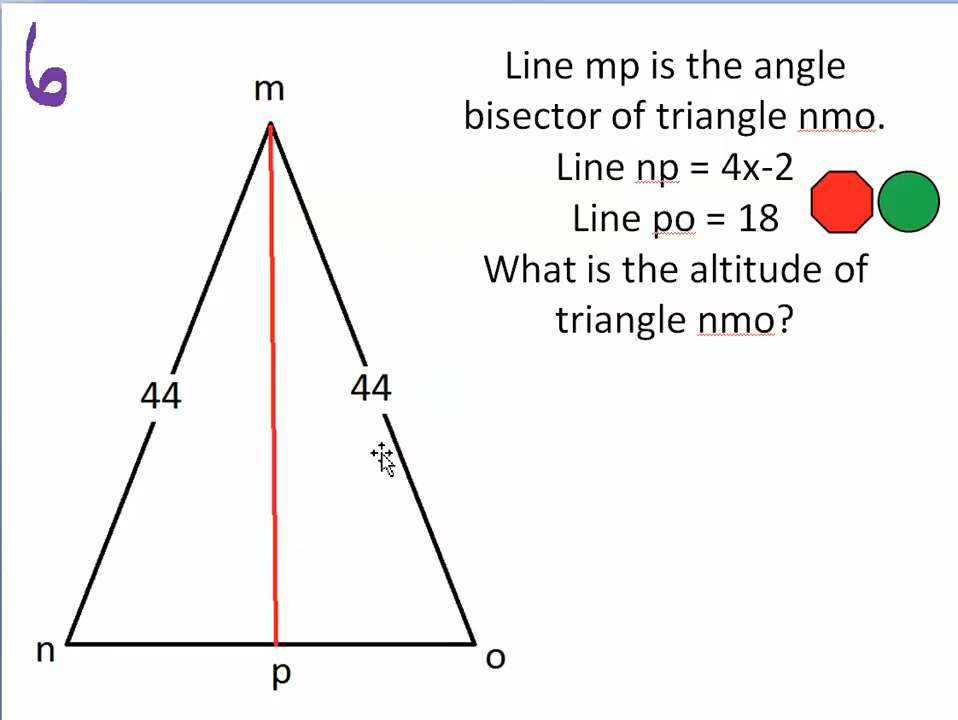 6
m
Line mp is the angle
bisector of triangle nmo.
Line np = 4x-2
Line po = 18
What is the altitude of
triangle nmo?
44
44
n
p
o